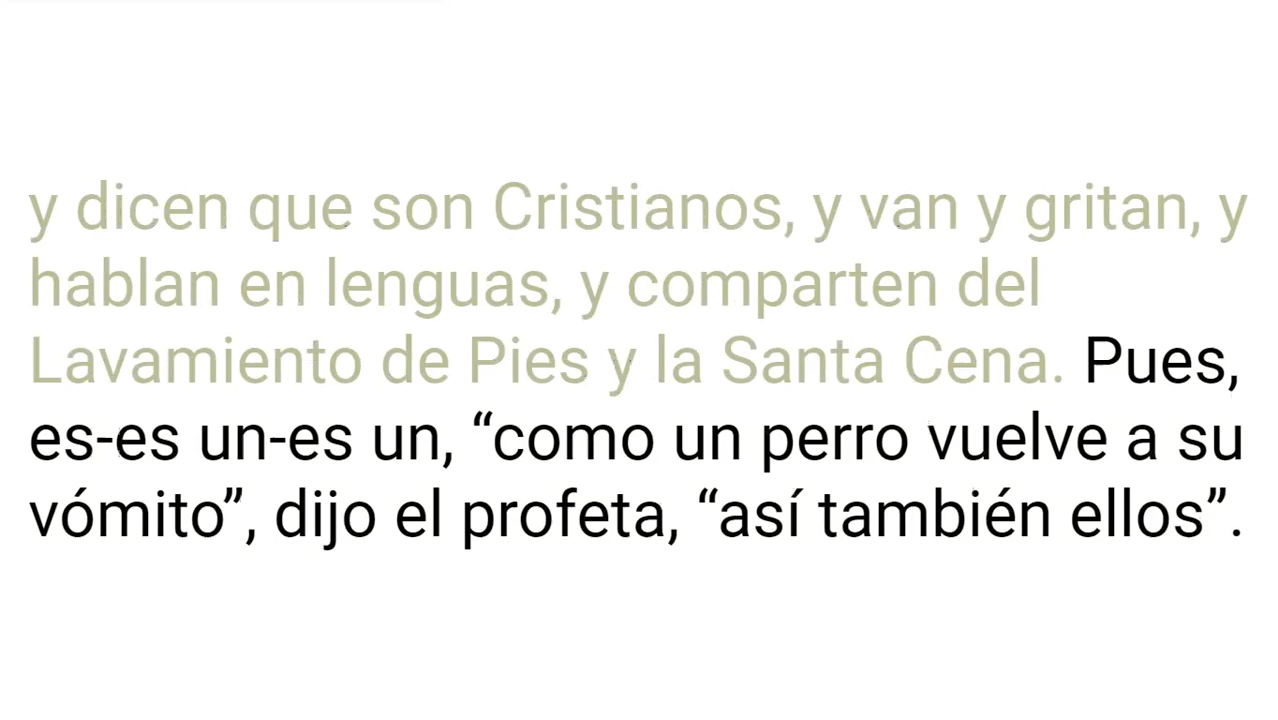 y dicen que son Cristianos, y van y gritan, y
hablan en lenguas, y comparten del
Lavamiento de Pies y la Santa Cena. Pues,
es-es un-es un, “como un perro vuelve a su
vómito”, dijo el profeta, “así también ellos”.